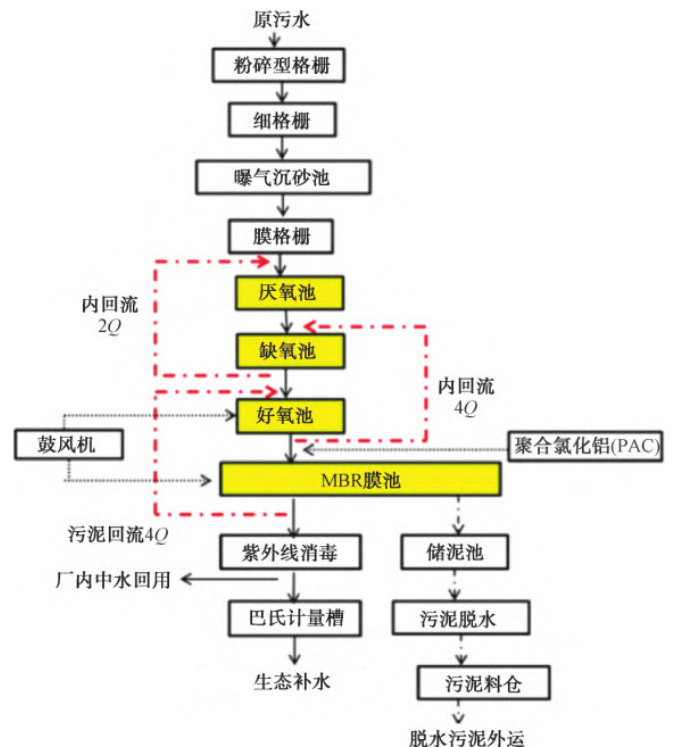 原污水
粉碎型格栅
细格栅
曝气沉砂池
膜格栅
内回流
2Q
厌氧池
缺氧池
内回流
4Q
好氧池
鼓风机
聚合氯化铝(PAC)
MBR膜池
污泥回流4Q
紫外线消毒
储泥池
厂内中水回用
巴氏计量槽
污泥脱水
生态补水
污泥料仓
脱水污泥外运